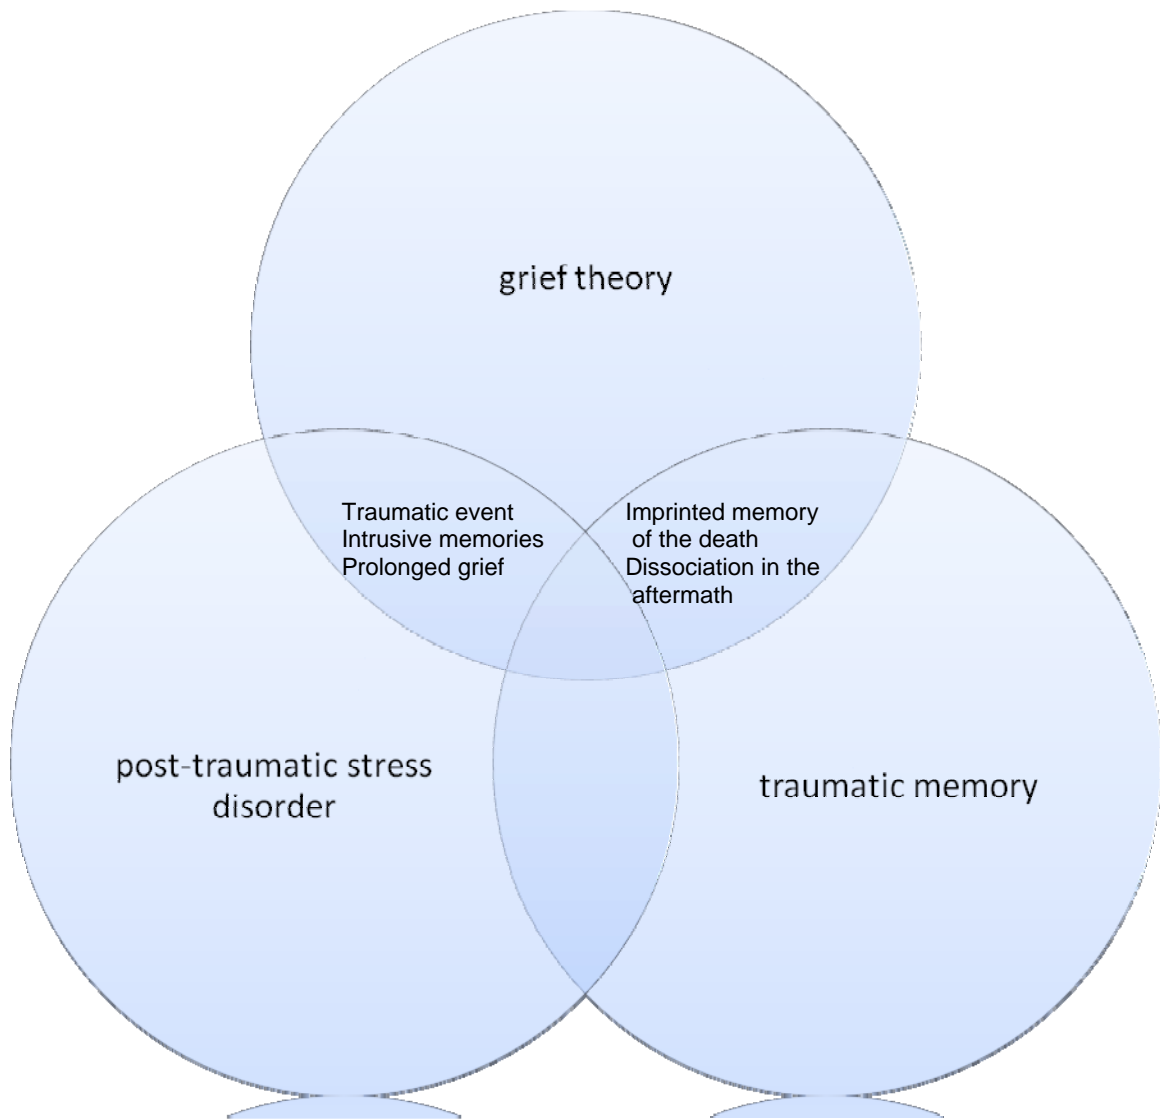 grief theory
Traumatic event
Intrusive memories
Prolonged grief
Imprinted memory
of the death
Dissociation in the
aftermath
post-traumatic stress
disorder
traumatic memory